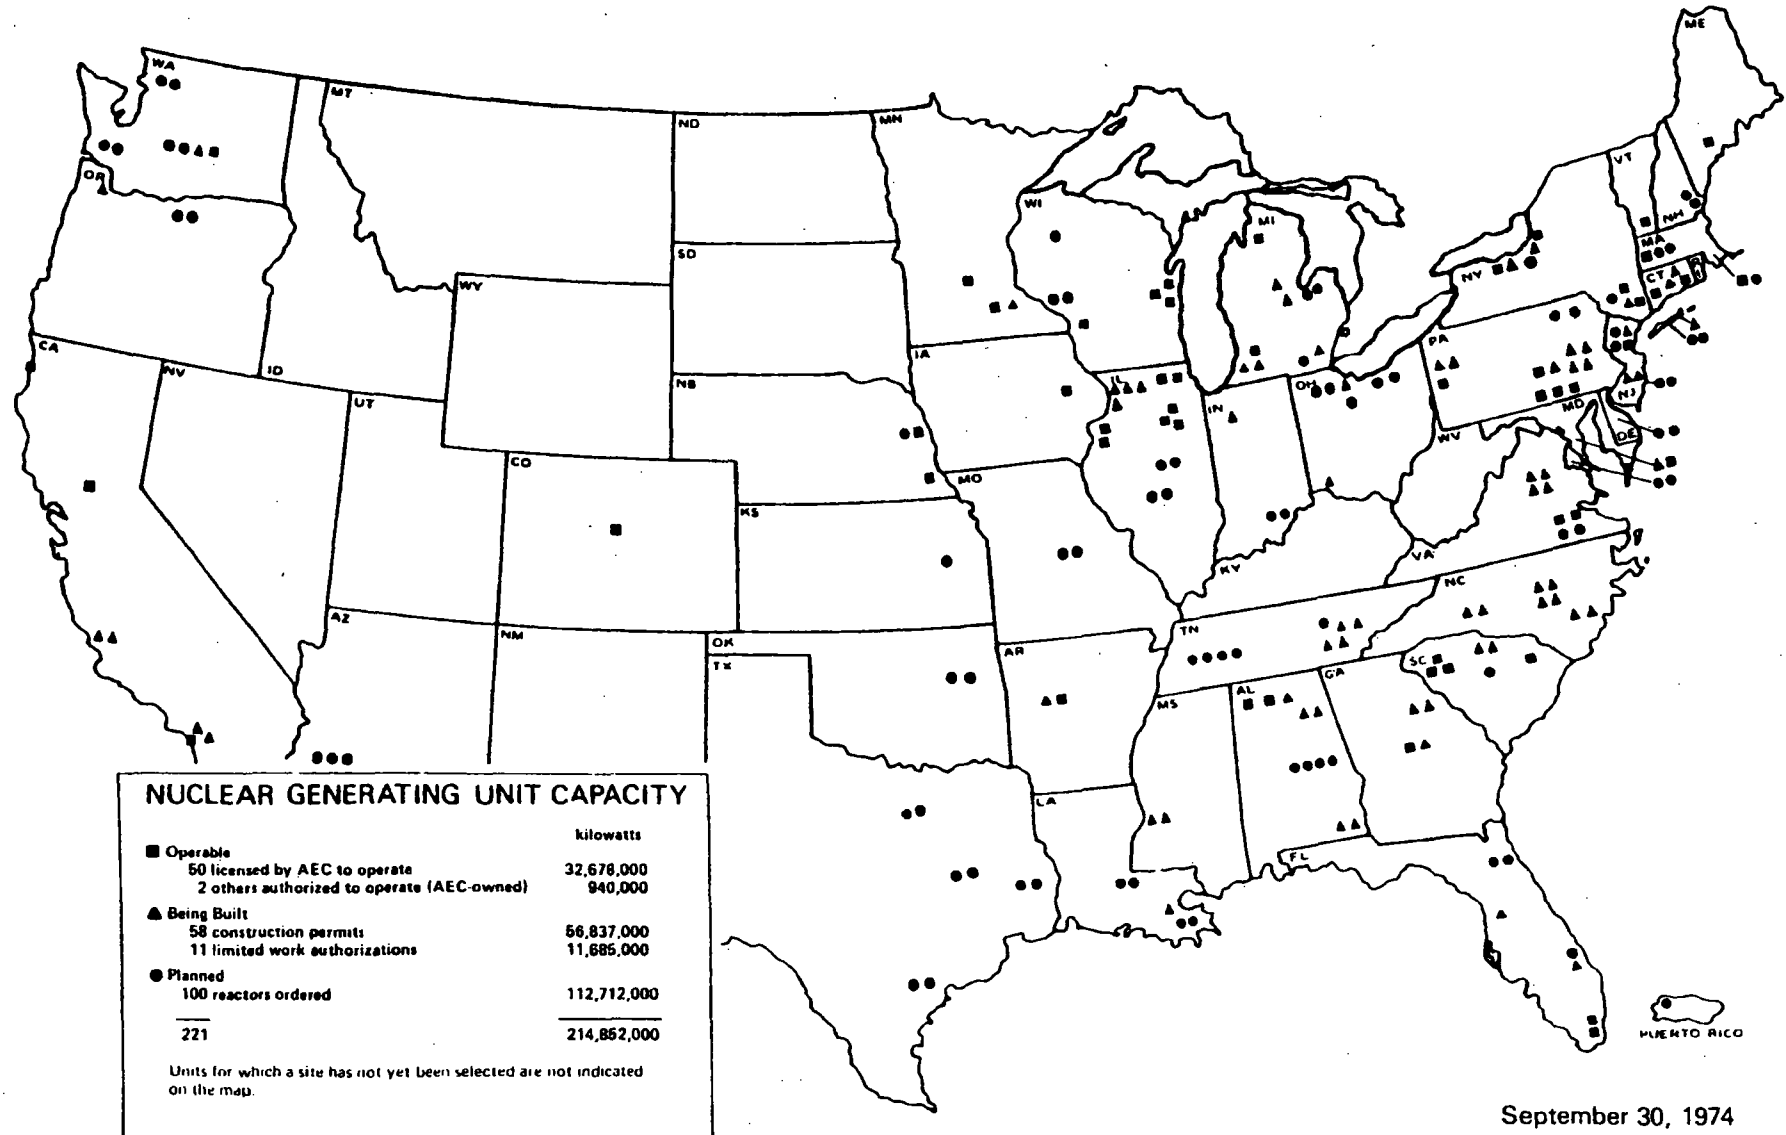 ME
WA
MT
ND
MN
VT
OR
WI
MI
NH
MA
SD
NY
CT
RI
WY
CA
IA
PA
NV
ID
NB
IL
OH
UT
IN
MD
NJ
WV
DE
CO
MO
KS
VA
KY
NC
AZ
NM
OK
TN
AR
TX
SC
GA
AL
MS
LA
FL
PUERTO RICO
NUCLEAR GENERATING UNIT CAPACITY
kilowatts
Operable
50 licensed by AEC to operate 32,678,000
2 others authorized to operate (AEC-owned) 940,000
Being Built
58 construction permits 56,837,000
11 limited work authorizations 11,685,000
Planned
100 reactors ordered 112,712,000
221 214,852,000
Units for which a site has not yet been selected are not indicated
on the map.
September 30, 1974